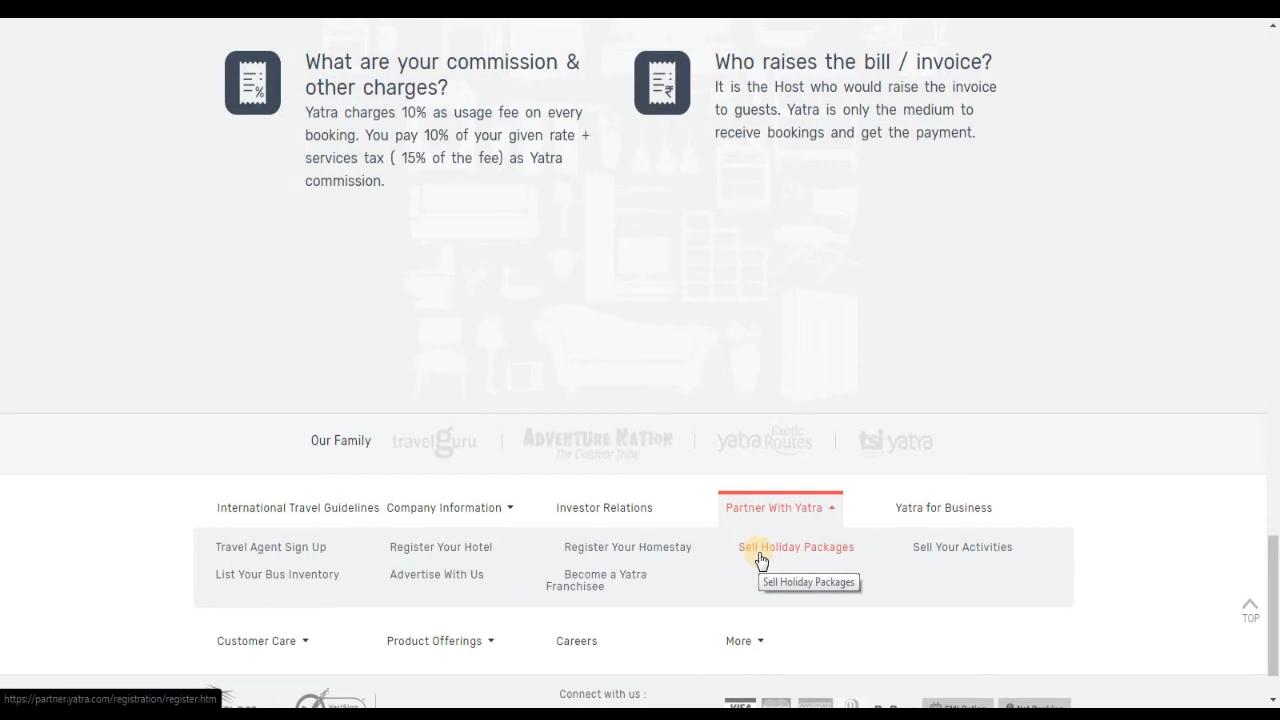 What are your commission &
other charges?
Yatra charges 10% as usage fee on every
booking. You pay 10% of your given rate +
services tax ( 15% of the fee) as Yatra
commission.
Who raises the bill / invoice?
It is the Host who would raise the invoice
to guests. Yatra is only the medium to
receive bookings and get the payment.
Our Family
travelguru
ADVENTURE NATION
The Outdoor Tribe
yatra Exotic Routes
tsi yatra
International Travel Guidelines
Company Information
Investor Relations
Partner With Yatra
Yatra for Business
Travel Agent Sign Up
Register Your Hotel
Register Your Homestay
Sell Holiday Packages
Sell Your Activities
List Your Bus Inventory
Advertise With Us
Become a Yatra
Franchisee
Sell Holiday Packages
TOP
Customer Care
Product Offerings
Careers
More
https://partner.yatra.com/registration/register.htm
Connect with us :
VISA